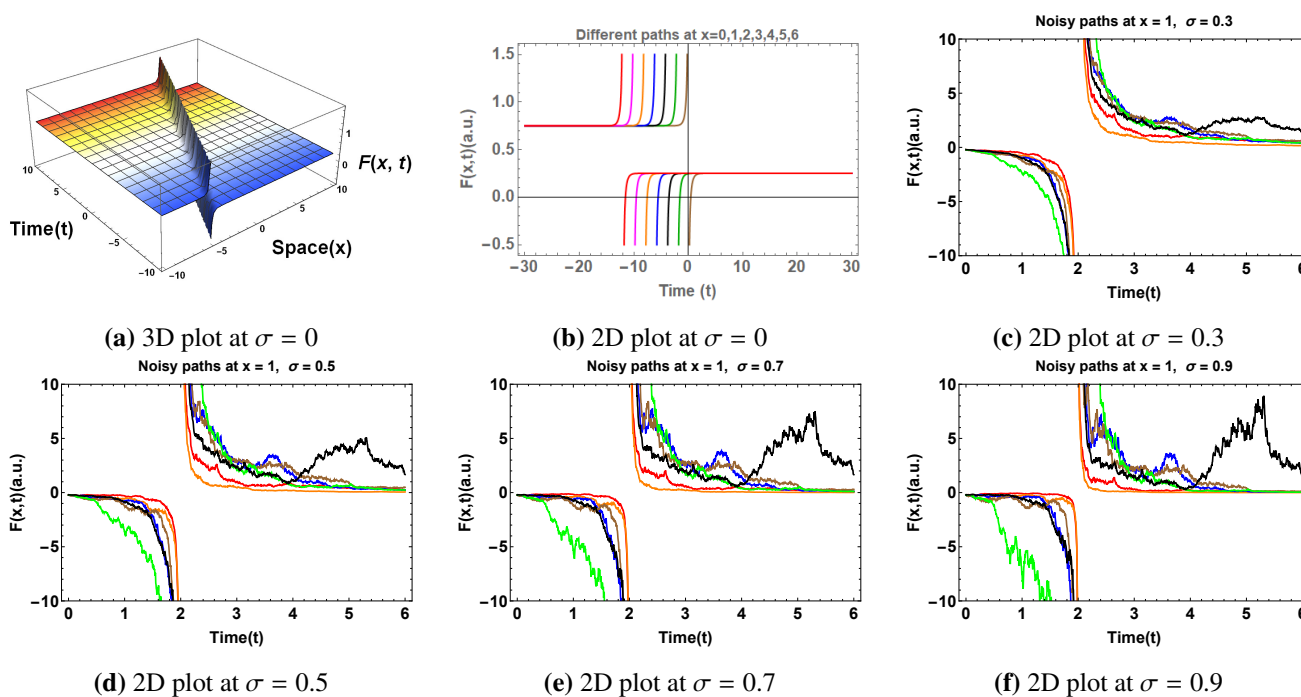 F(x, t)
1
0
10
5
0
−5
−10
Time(t)
10
5
0
−5
−10
Space(x)
(a) 3D plot at σ = 0
Different paths at x=0,1,2,3,4,5,6
F(x,t)(a.u.)
1.5
1.0
0.5
0.0
−0.5
−30 −20 −10 0 10 20 30
Time (t)
(b) 2D plot at σ = 0
Noisy paths at x = 1, σ = 0.3
F(x,t)(a.u.)
10
5
0
−5
−10
0 1 2 3 4 5 6
Time(t)
(c) 2D plot at σ = 0.3
Noisy paths at x = 1, σ = 0.5
F(x,t)(a.u.)
10
5
0
−5
−10
0 1 2 3 4 5 6
Time(t)
(d) 2D plot at σ = 0.5
Noisy paths at x = 1, σ = 0.7
F(x,t)(a.u.)
10
5
0
−5
−10
0 1 2 3 4 5 6
Time(t)
(e) 2D plot at σ = 0.7
Noisy paths at x = 1, σ = 0.9
F(x,t)(a.u.)
10
5
0
−5
−10
0 1 2 3 4 5 6
Time(t)
(f) 2D plot at σ = 0.9